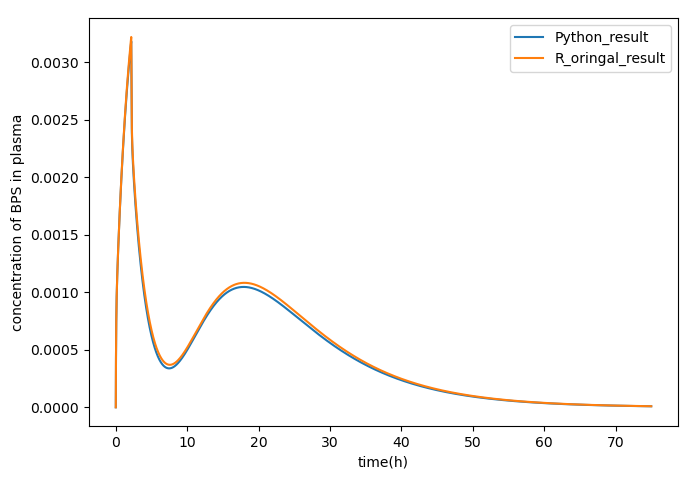 Python_result
R_oringal_result
concentration of BPS in plasma
0.0030
0.0025
0.0020
0.0015
0.0010
0.0005
0.0000
0 10 20 30 40 50 60 70
time(h)